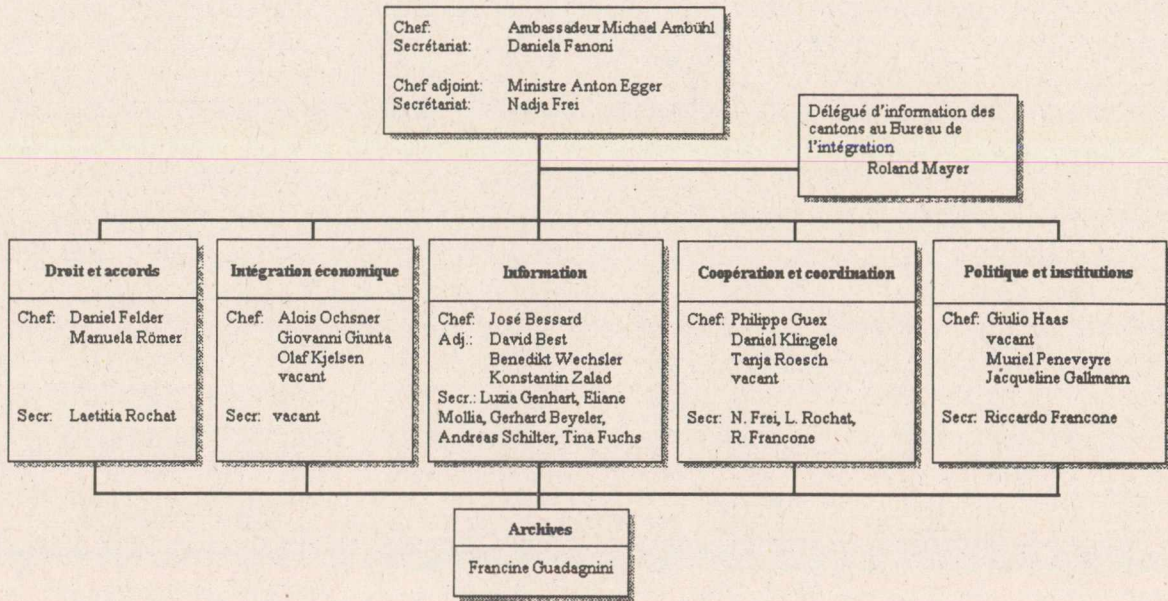 Chef: Ambassadeur Michael Ambühl
Secrétariat: Daniela Fanoni
Chef adjoint: Ministre Anton Egger
Secrétariat: Nadja Frei
Délégué d'information des
cantons au Bureau de
l'intégration
Roland Mayer
Droit et accords
Chef: Daniel Felder
Manuela Römer
Secr: Laetitia Rochat
Intégration économique
Chef: Alois Ochsner
Giovanni Giunta
Olaf Kjelsen
vacant
Secr: vacant
Information
Chef: José Bessard
Adj.: David Best
Benedikt Wechsler
Konstantin Zalad
Secr.: Luzia Genhart, Eliane
Mollia, Gerhard Beyeler,
Andreas Schilter, Tina Fuchs
Coopération et coordination
Chef: Philippe Guex
Daniel Klingele
Tanja Roesch
vacant
Secr: N. Frei, L. Rochat,
R. Francone
Politique et institutions
Chef: Giulio Haas
vacant
Muriel Peneveyre
Jacqueline Gallmann
Secr: Riccardo Francone
Archives
Francine Guadagnini